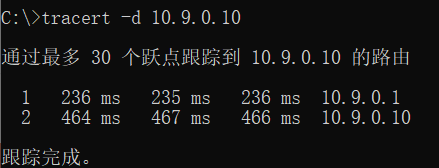 C:\>tracert -d 10.9.0.10
通过最多 30 个跃点跟踪到 10.9.0.10 的路由
1 236 ms 235 ms 236 ms 10.9.0.1
2 464 ms 467 ms 466 ms 10.9.0.10
跟踪完成。